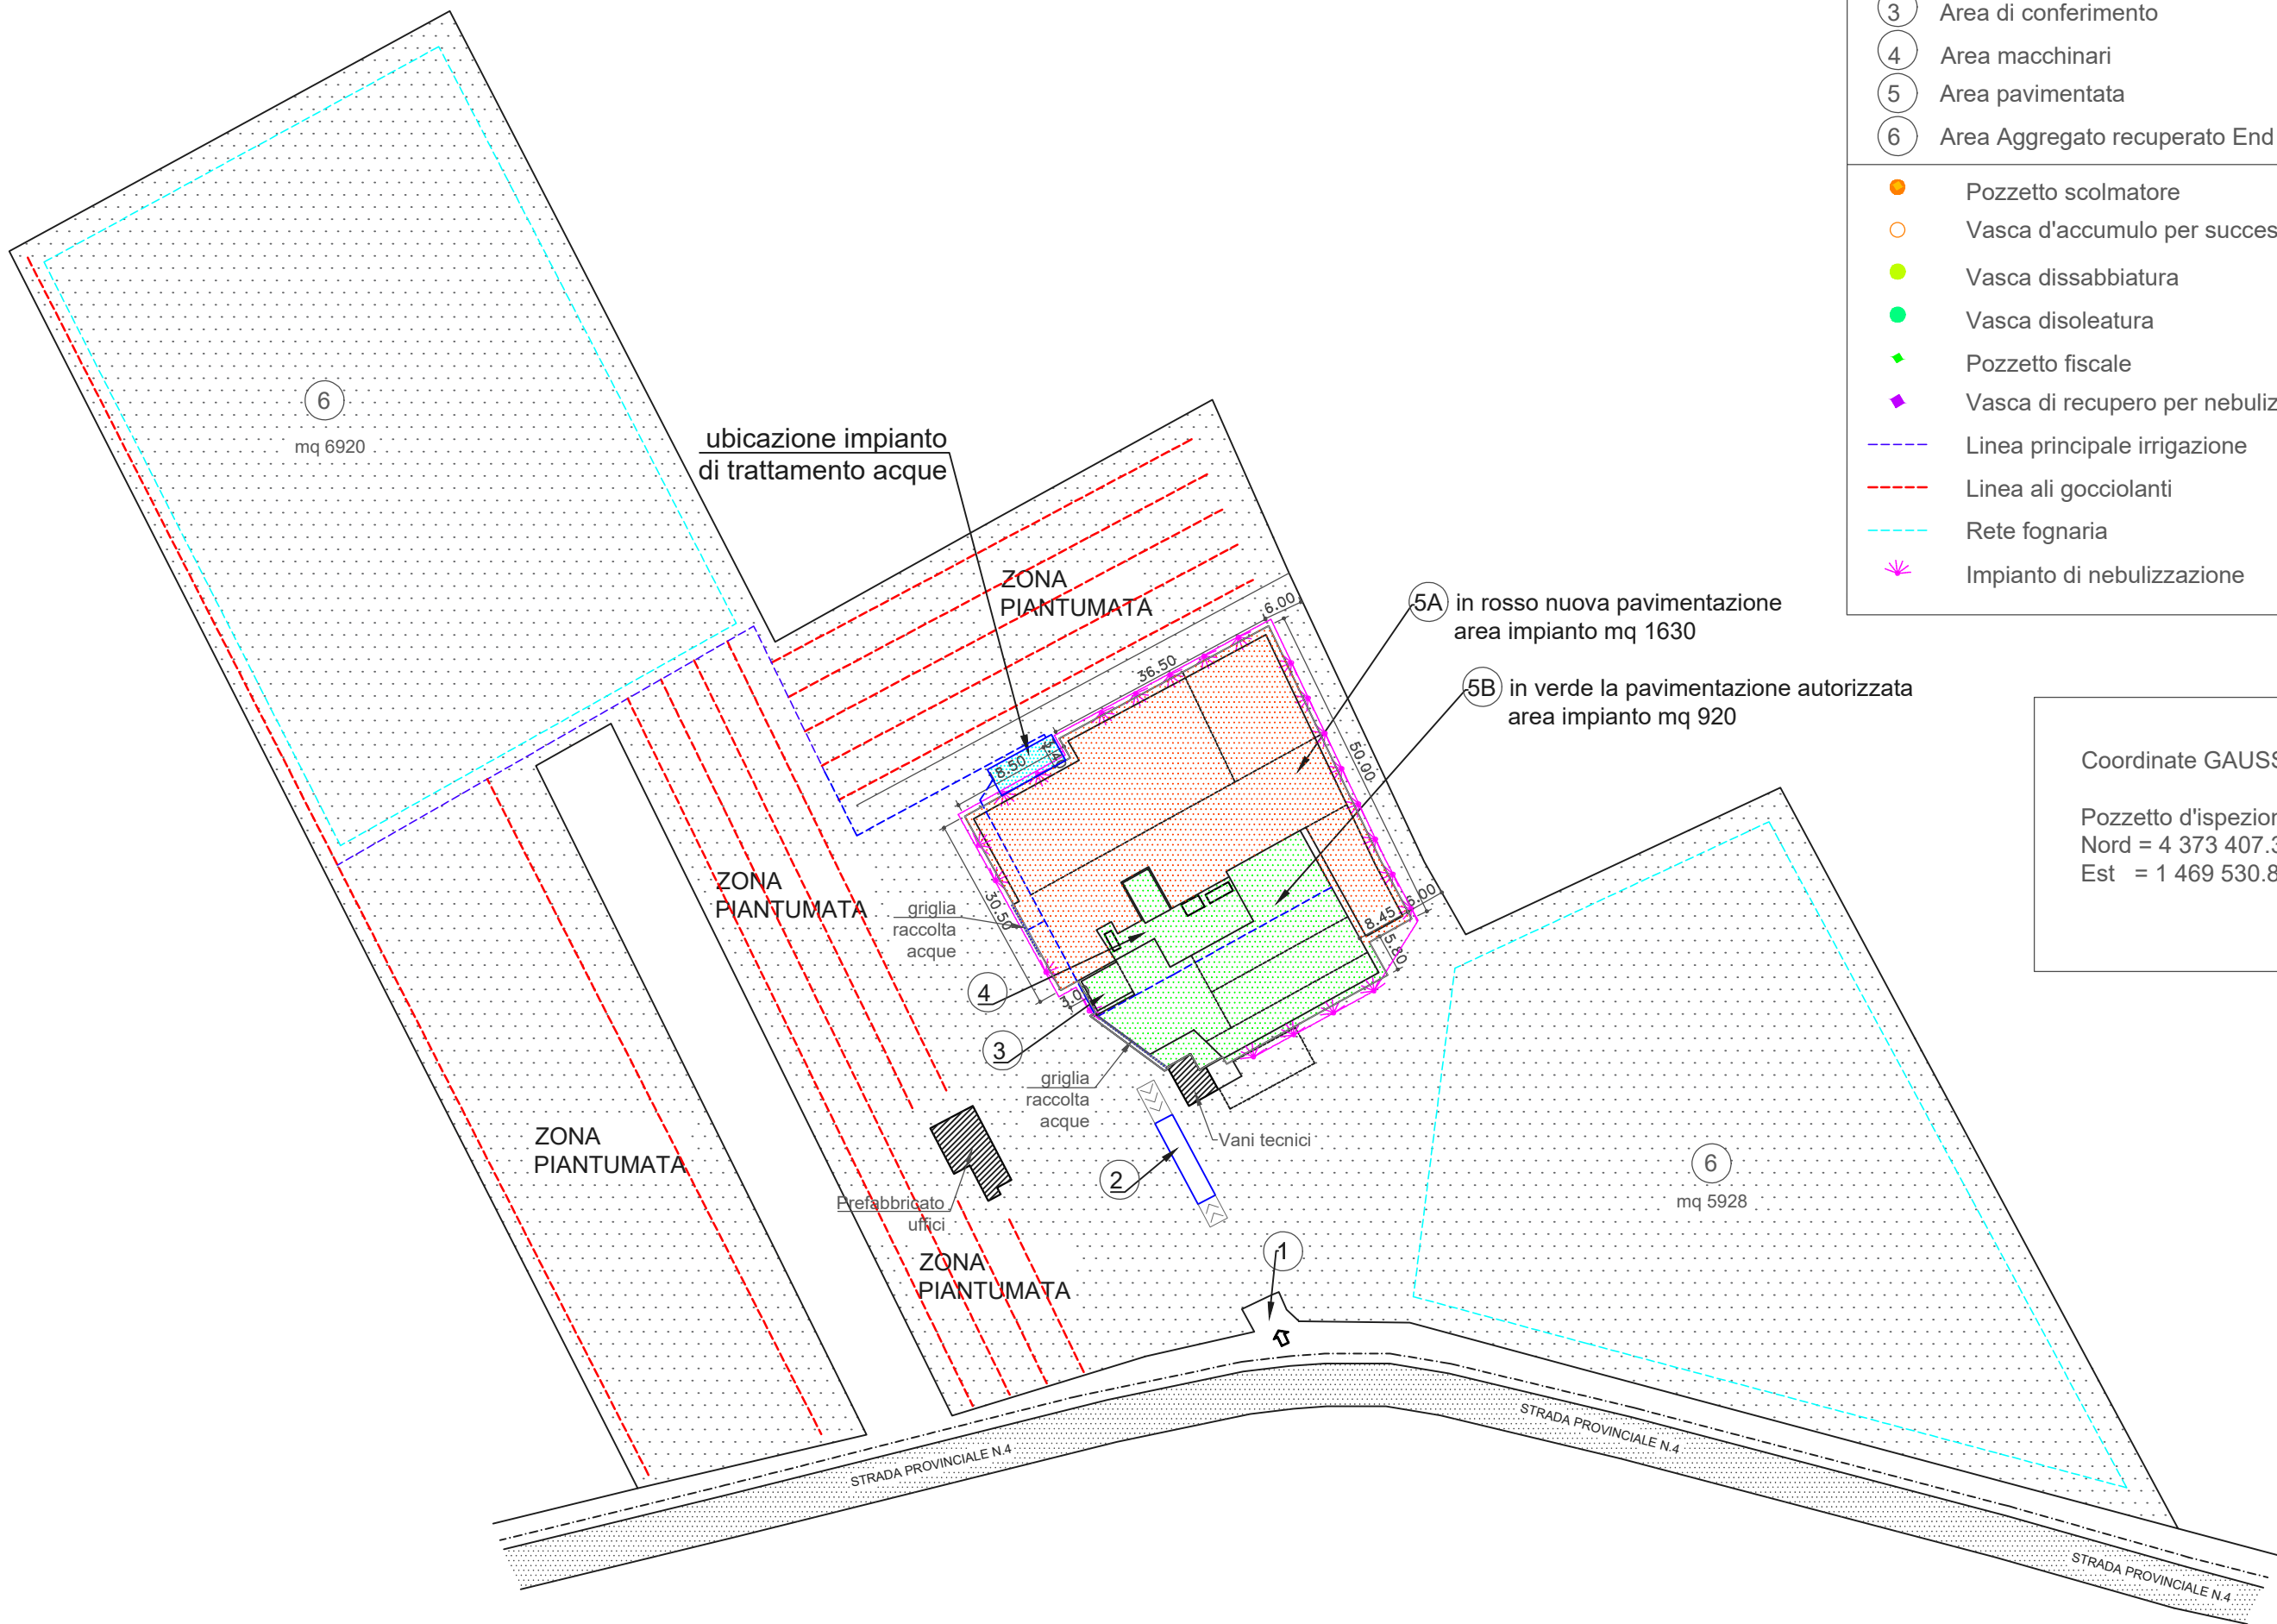 3 Area di conferimento
4 Area macchinari
5 Area pavimentata
6 Area Aggregato recuperato End
Pozzetto scolmatore
Vasca d'accumulo per succes
Vasca dissabbiatura
Vasca disoleatura
Pozzetto fiscale
Vasca di recupero per nebuliz
Linea principale irrigazione
Linea ali gocciolanti
Rete fognaria
Impianto di nebulizzazione
6
mq 6920
ubicazione impianto
di trattamento acque
ZONA
PIANTUMATA
5A in rosso nuova pavimentazione
area impianto mq 1630
5B in verde la pavimentazione autorizzata
area impianto mq 920
6.00
36.50
50.00
8.50
30.50
8.45
6.00
5.80
Coordinate GAUSS
Pozzetto d'ispezion
Nord = 4 373 407.3
Est = 1 469 530.8
ZONA
PIANTUMATA
griglia
raccolta
acque
4
3
griglia
raccolta
acque
Vani tecnici
2
ZONA
PIANTUMATA
Prefabbricato
uffici
ZONA
PIANTUMATA
1
6
mq 5928
STRADA PROVINCIALE N.4
STRADA PROVINCIALE N.4
STRADA PROVINCIALE N.4